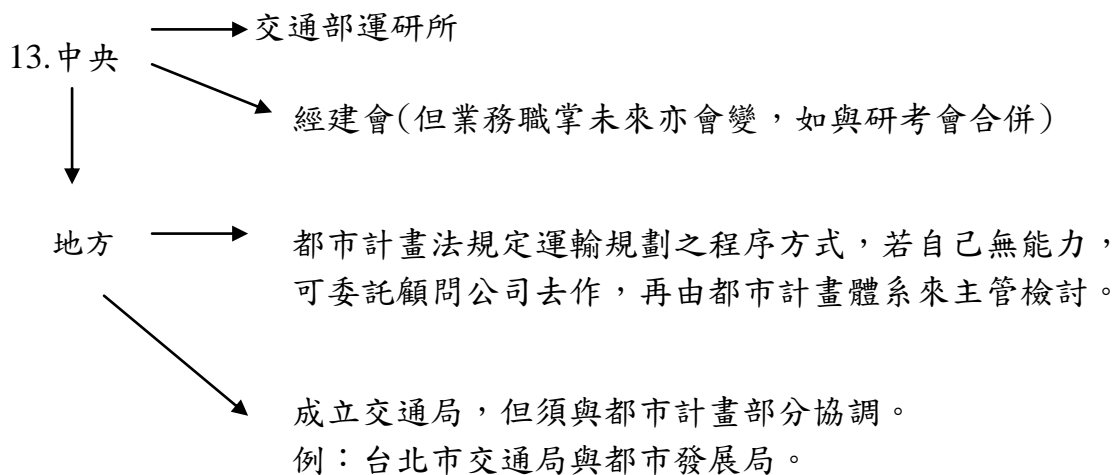 交通部運研所
13.中央
經建會(但業務職掌未來亦會變，如與研考會合併)
地方
都市計畫法規定運輸規劃之程序方式，若自己無能力，
可委託顧問公司去作，再由都市計畫體系來主管檢討。
成立交通局，但須與都市計畫部分協調。
例：台北市交通局與都市發展局。